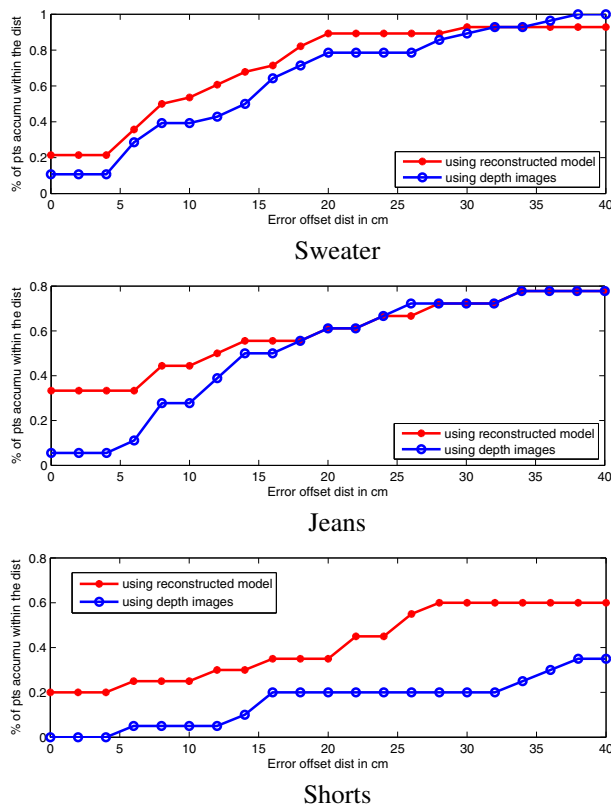 1
0.8
0.6
0.4
0.2
0
% of pts accumu within the dist
using reconstructed model
using depth images
0 5 10 15 20 25 30 35 40
Error offset dist in cm
Sweater
0.8
0.6
0.4
0.2
0
% of pts accumu within the dist
using reconstructed model
using depth images
0 5 10 15 20 25 30 35 40
Error offset dist in cm
Jeans
0.8
0.6
0.4
0.2
0
% of pts accumu within the dist
using reconstructed model
using depth images
0 5 10 15 20 25 30 35 40
Error offset dist in cm
Shorts